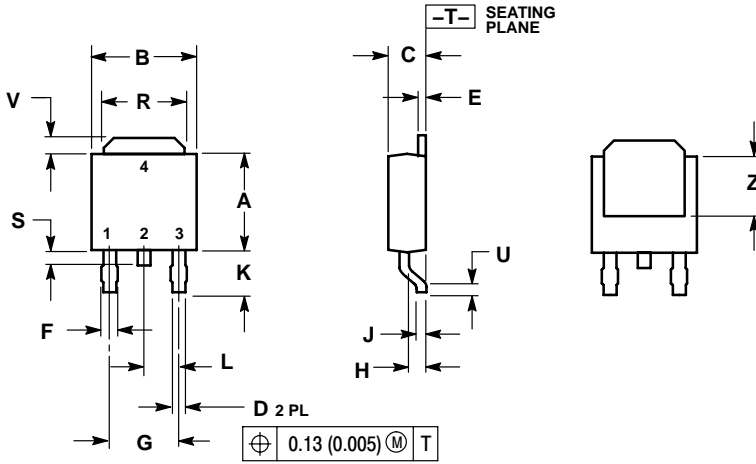 –T– SEATING
PLANE
B
C
V
R
E
4
A
Z
S
1 2 3
K
U
F
J
L
H
D 2 PL
G
⌖ 0.13 (0.005) Ⓜ T